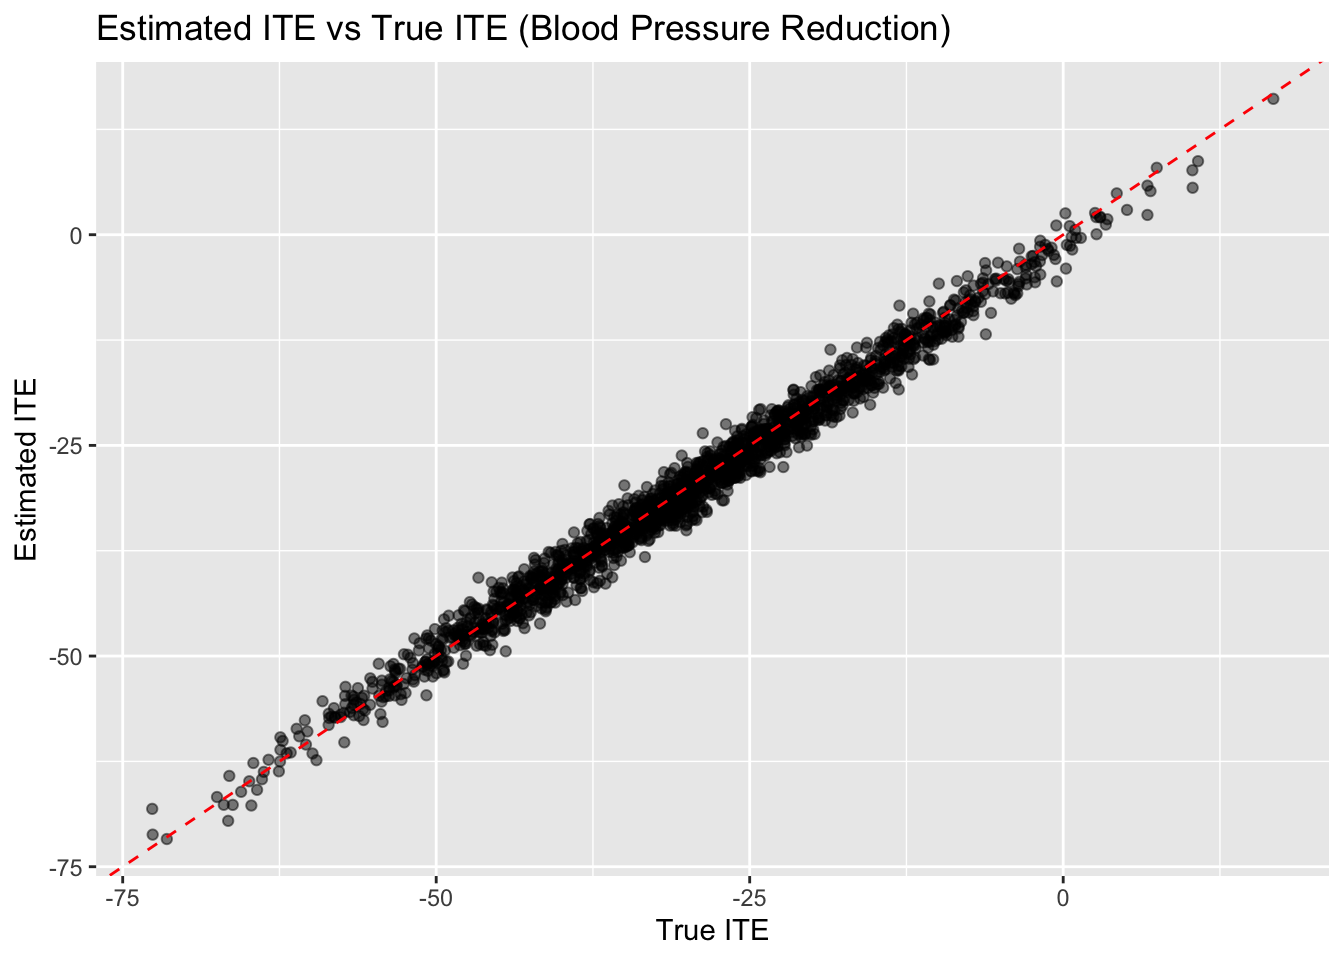 Estimated ITE vs True ITE (Blood Pressure Reduction)
Estimated ITE
0
-25
-50
-75
-75 -50 -25 0
True ITE